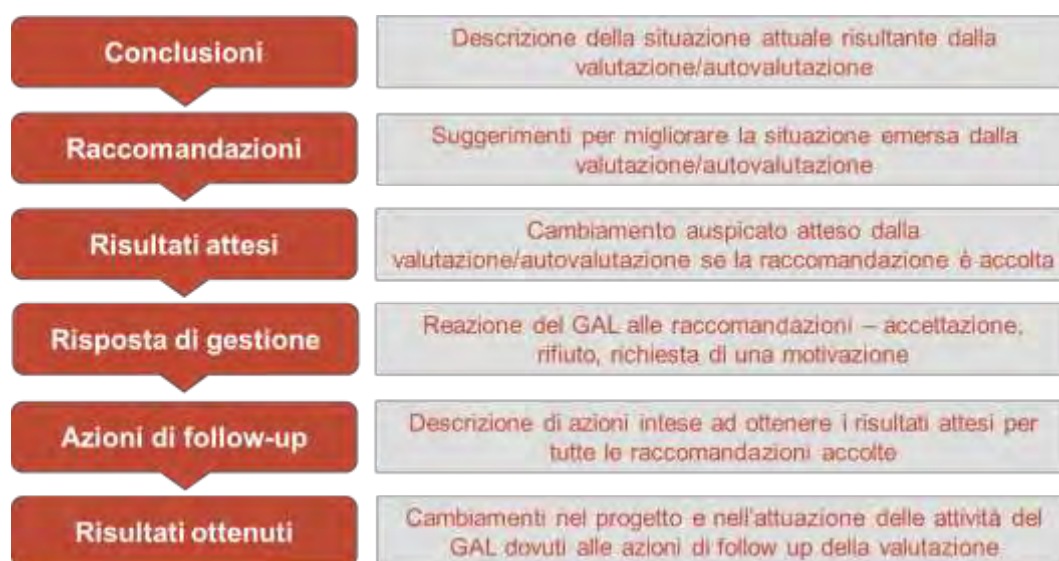 Conclusioni
Descrizione della situazione attuale risultante dalla
valutazione/autovalutazione
Raccomandazioni
Suggerimenti per migliorare la situazione emersa dalla
valutazione/autovalutazione
Risultati attesi
Cambiamento auspicato atteso dalla
valutazione/autovalutazione se la raccomandazione è accolta
Risposta di gestione
Reazione del GAL alle raccomandazioni – accettazione,
rifiuto, richiesta di una motivazione
Azioni di follow-up
Descrizione di azioni intese ad ottenere i risultati attesi per
tutte le raccomandazioni accolte
Risultati ottenuti
Cambiamenti nel progetto e nell'attuazione delle attività del
GAL dovuti alle azioni di follow up della valutazione